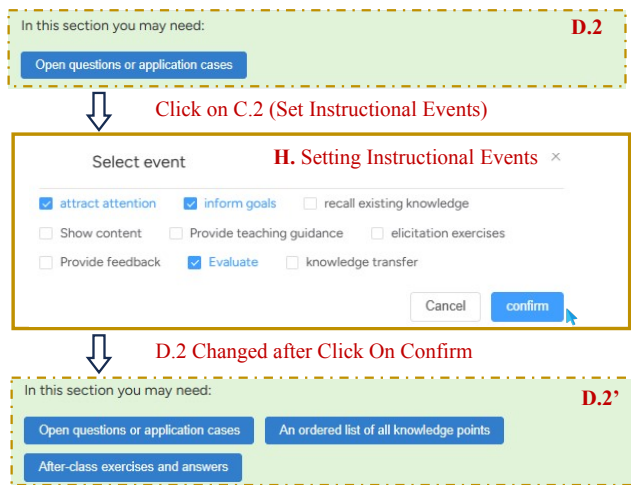 In this section you may need:
D.2
Open questions or application cases
Click on C.2 (Set Instructional Events)
Select event
H. Setting Instructional Events ×
attract attention inform goals recall existing knowledge
Show content Provide teaching guidance elicitation exercises
Provide feedback Evaluate knowledge transfer
Cancel confirm
D.2 Changed after Click On Confirm
In this section you may need:
D.2’
Open questions or application cases An ordered list of all knowledge points
After-class exercises and answers